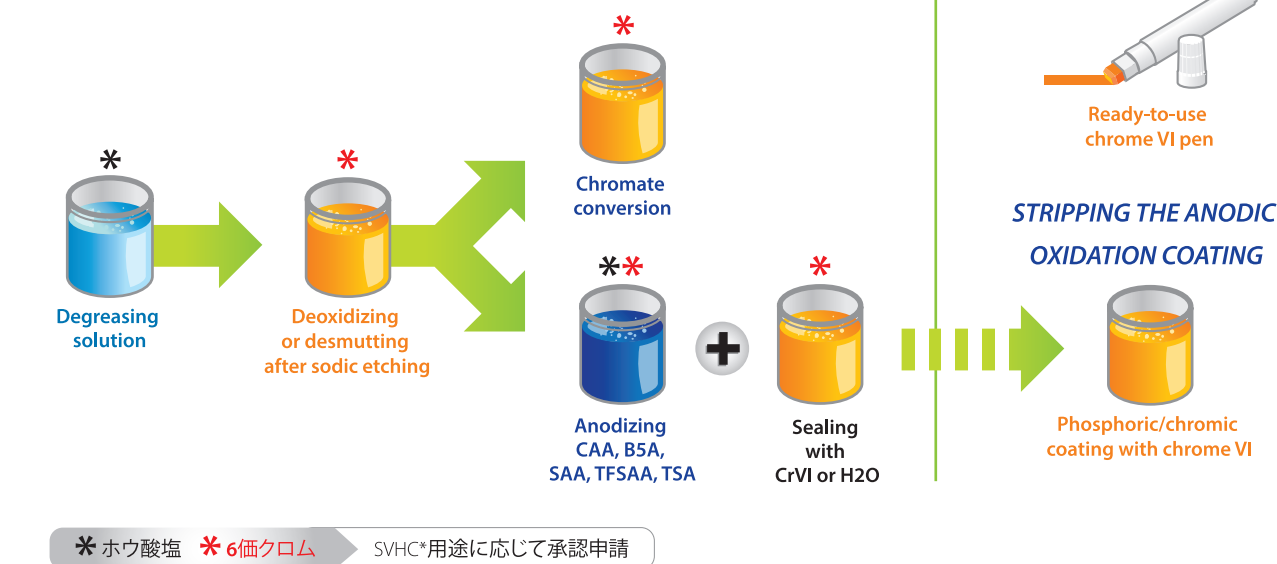 *
Chromate
conversion
*
Degreasing
solution
*
Deoxidizing
or desmutting
after sodic etching
**
Anodizing
CAA, B5A,
SAA, TFSAA, TSA
+
*
Sealing
with
CrVI or H2O
Ready-to-use
chrome VI pen
STRIPPING THE ANODIC
OXIDATION COATING
Phosphoric/chromic
coating with chrome VI
* ホウ酸塩 * 6価クロム SVHC*用途に応じて承認申請